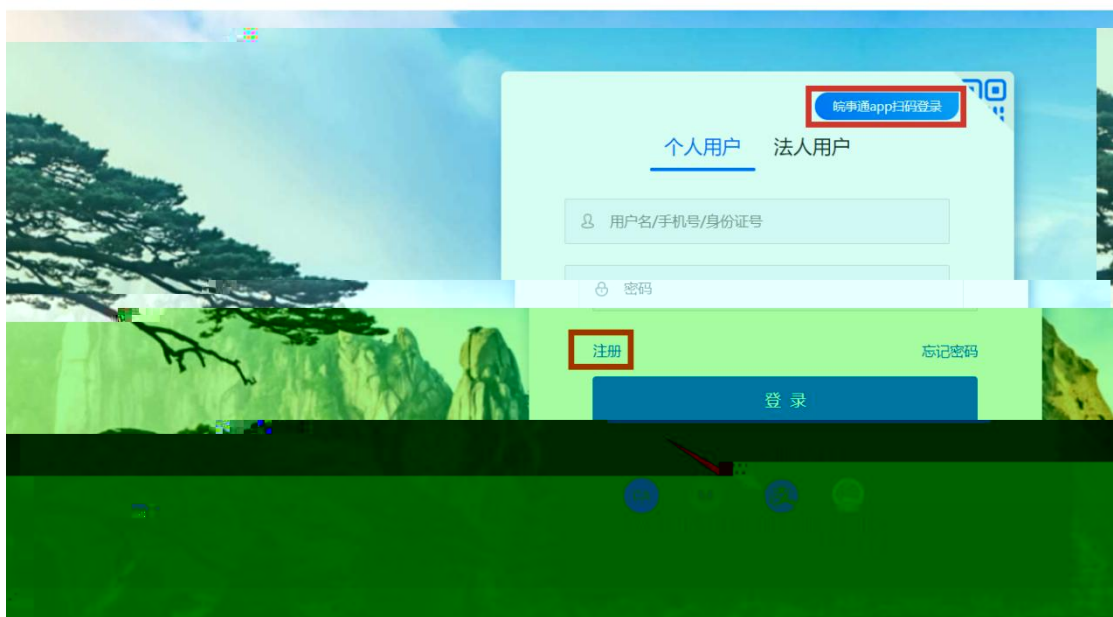 皖事通app扫码登录
个人用户 法人用户
用户名/手机号/身份证号
密码
注册 忘记密码
登 录